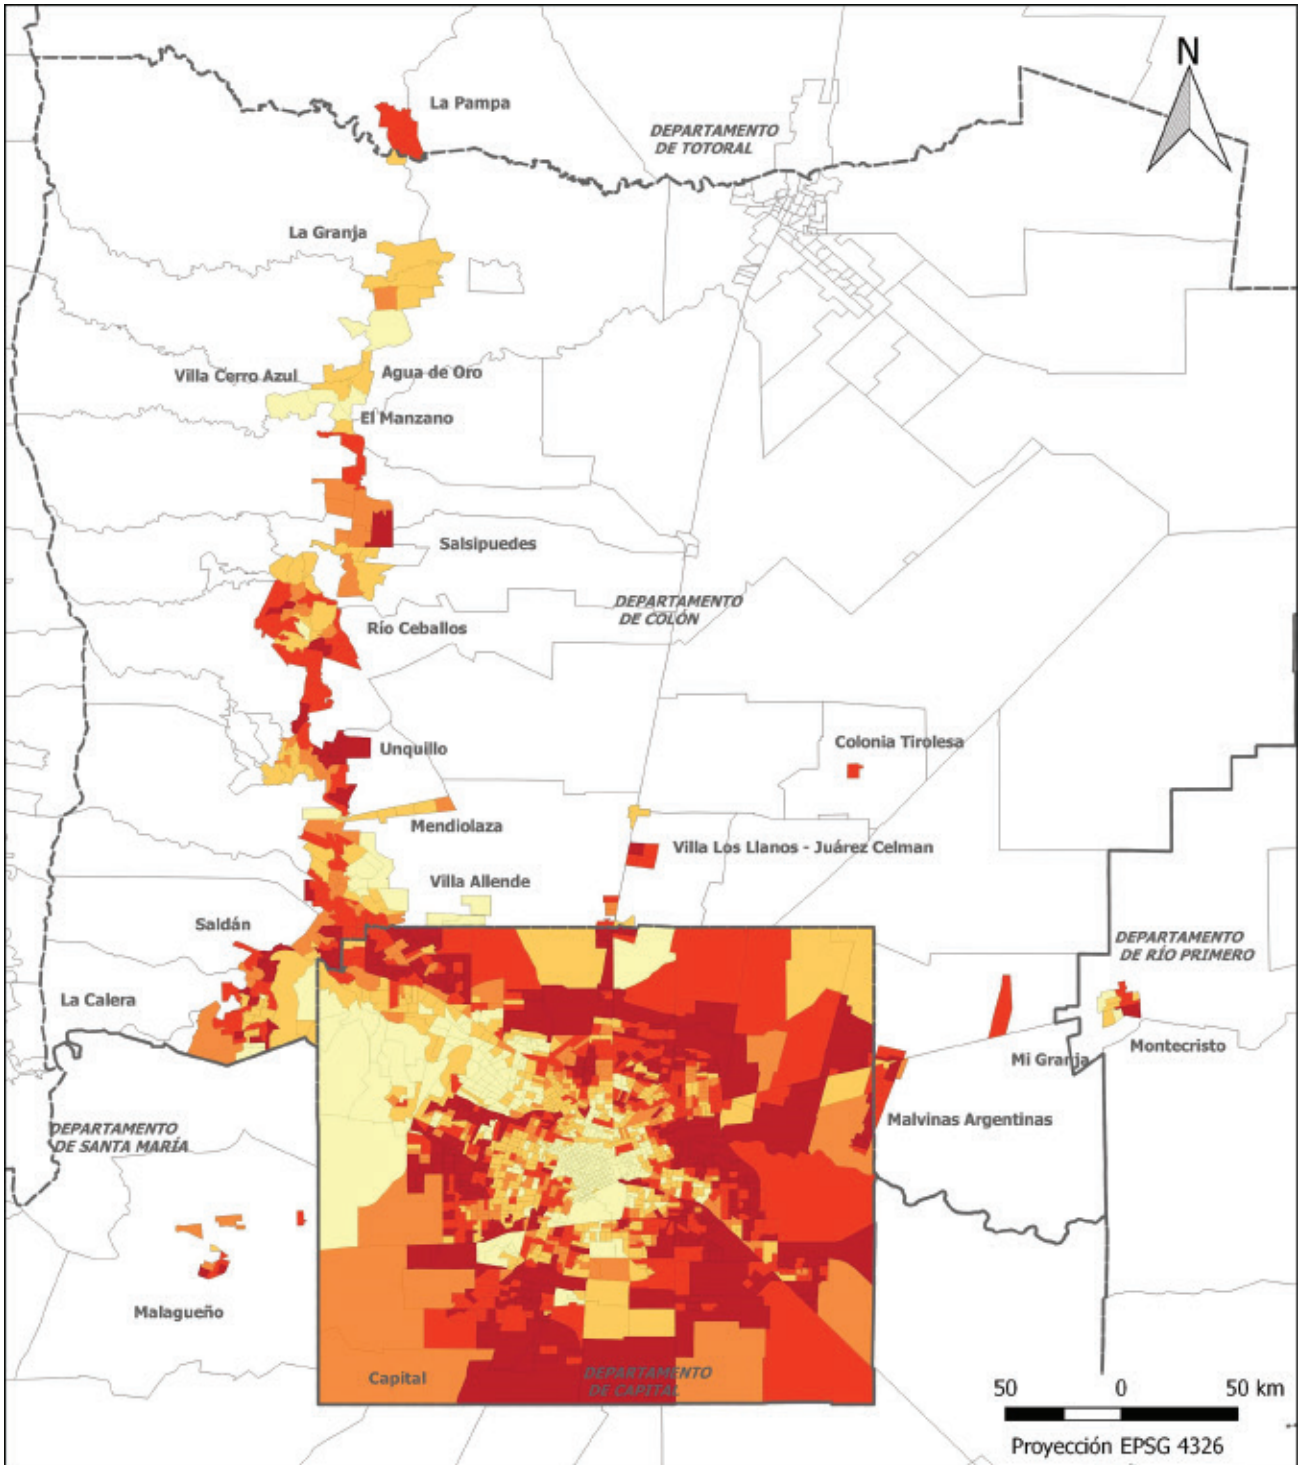 N
La Pampa
DEPARTAMENTO
DE TOTORAL
La Granja
Villa Cerro Azul
Agua de Oro
El Manzano
Salsipuedes
DEPARTAMENTO
DE COLÓN
Río Ceballos
Unquillo
Colonia Tirolesa
Mendiolaza
Villa Los Llanos - Juárez Celman
Villa Allende
Saldán
DEPARTAMENTO
DE RÍO PRIMERO
La Calera
Mi Granja
Montecristo
DEPARTAMENTO
DE SANTA MARÍA
Malvinas Argentinas
Malagueño
Capital
DEPARTAMENTO
DE CAPITAL
50 0 50 km
Proyección EPSG 4326